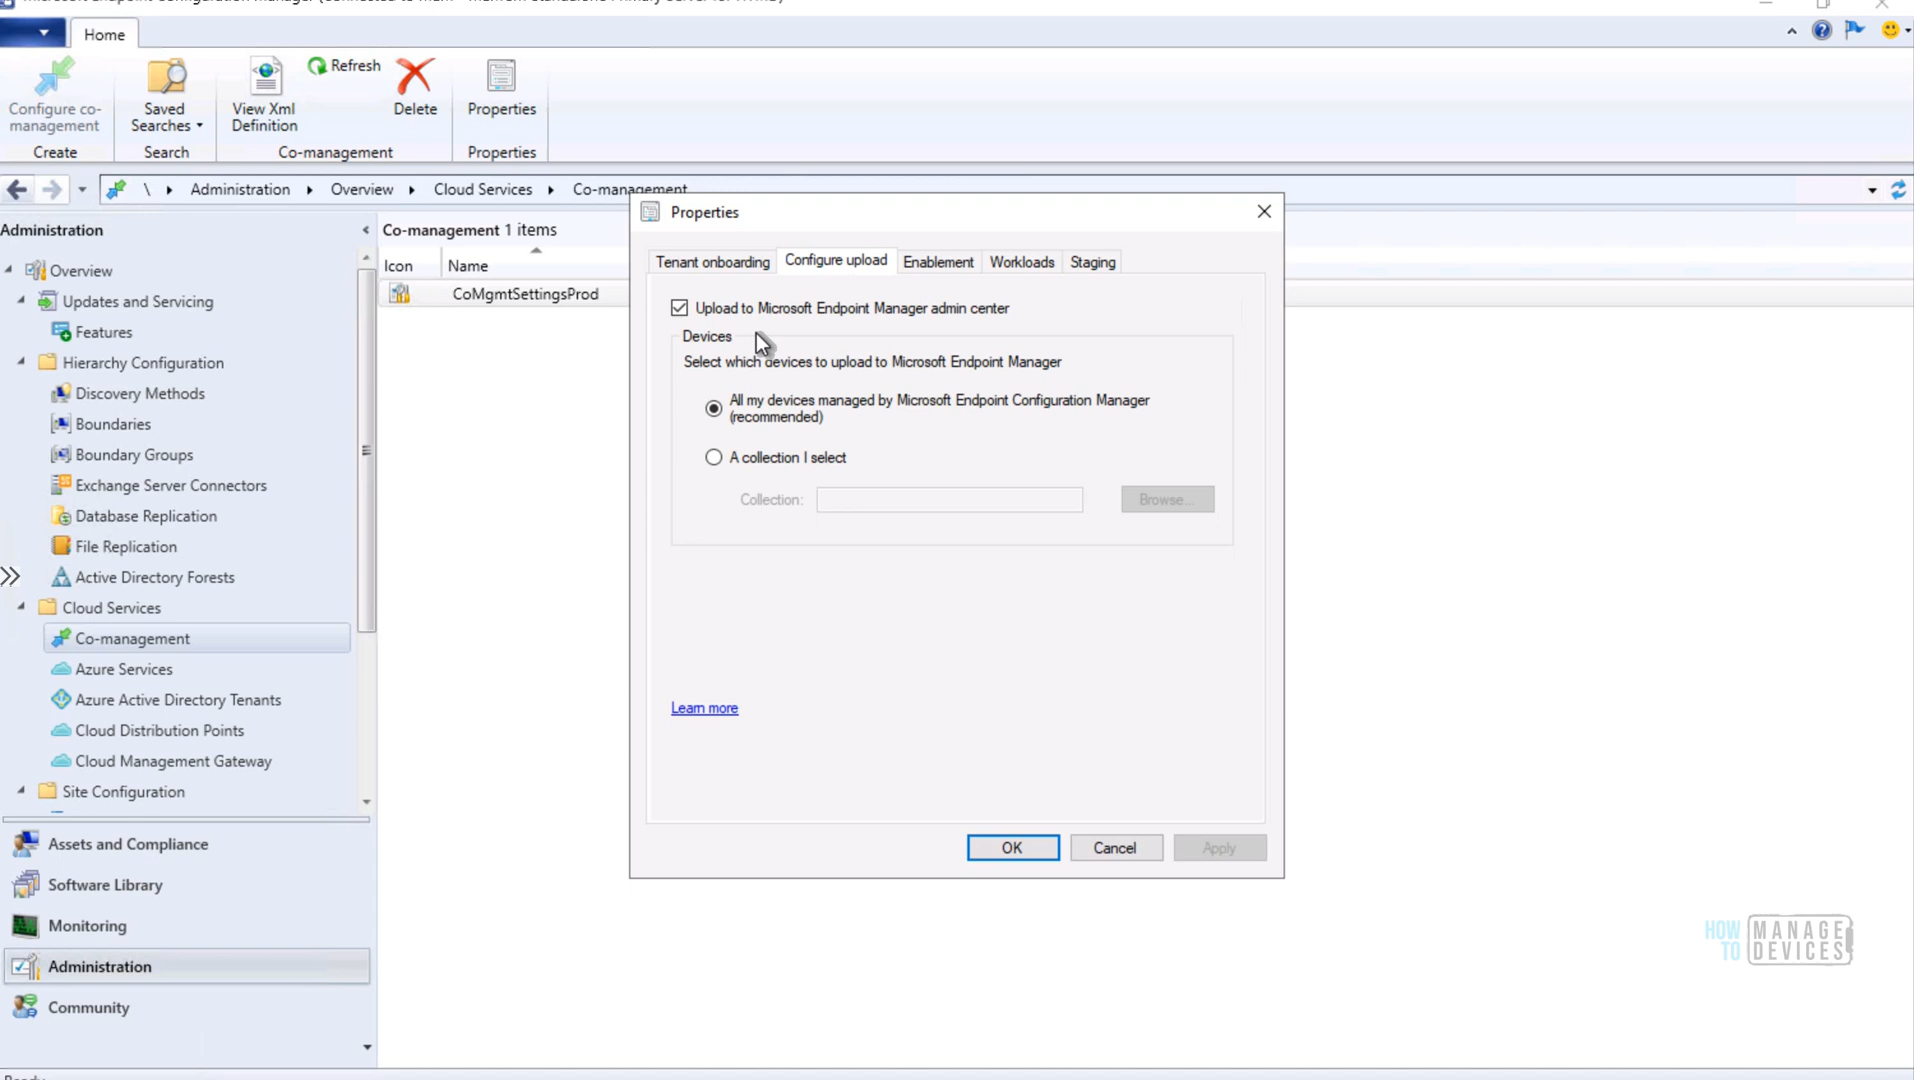 Home
Configure co-
management
Create
Saved
Searches
Search
View Xml
Definition
Refresh
Delete
Co-management
Properties
Properties
\ Administration Overview Cloud Services Co-management
Administration
Overview
Updates and Servicing
Features
Hierarchy Configuration
Discovery Methods
Boundaries
Boundary Groups
Exchange Server Connectors
Database Replication
File Replication
Active Directory Forests
Cloud Services
Co-management
Azure Services
Azure Active Directory Tenants
Cloud Distribution Points
Cloud Management Gateway
Site Configuration
Assets and Compliance
Software Library
Monitoring
Administration
Community
Co-management 1 items
Icon Name
CoMgmtSettingsProd
Properties
Tenant onboarding Configure upload Enablement Workloads Staging
Upload to Microsoft Endpoint Manager admin center
Devices
Select which devices to upload to Microsoft Endpoint Manager
All my devices managed by Microsoft Endpoint Configuration Manager
(recommended)
A collection I select
Collection: Browse...
Learn more
OK Cancel Apply
HOW MANAGE
TO DEVICES